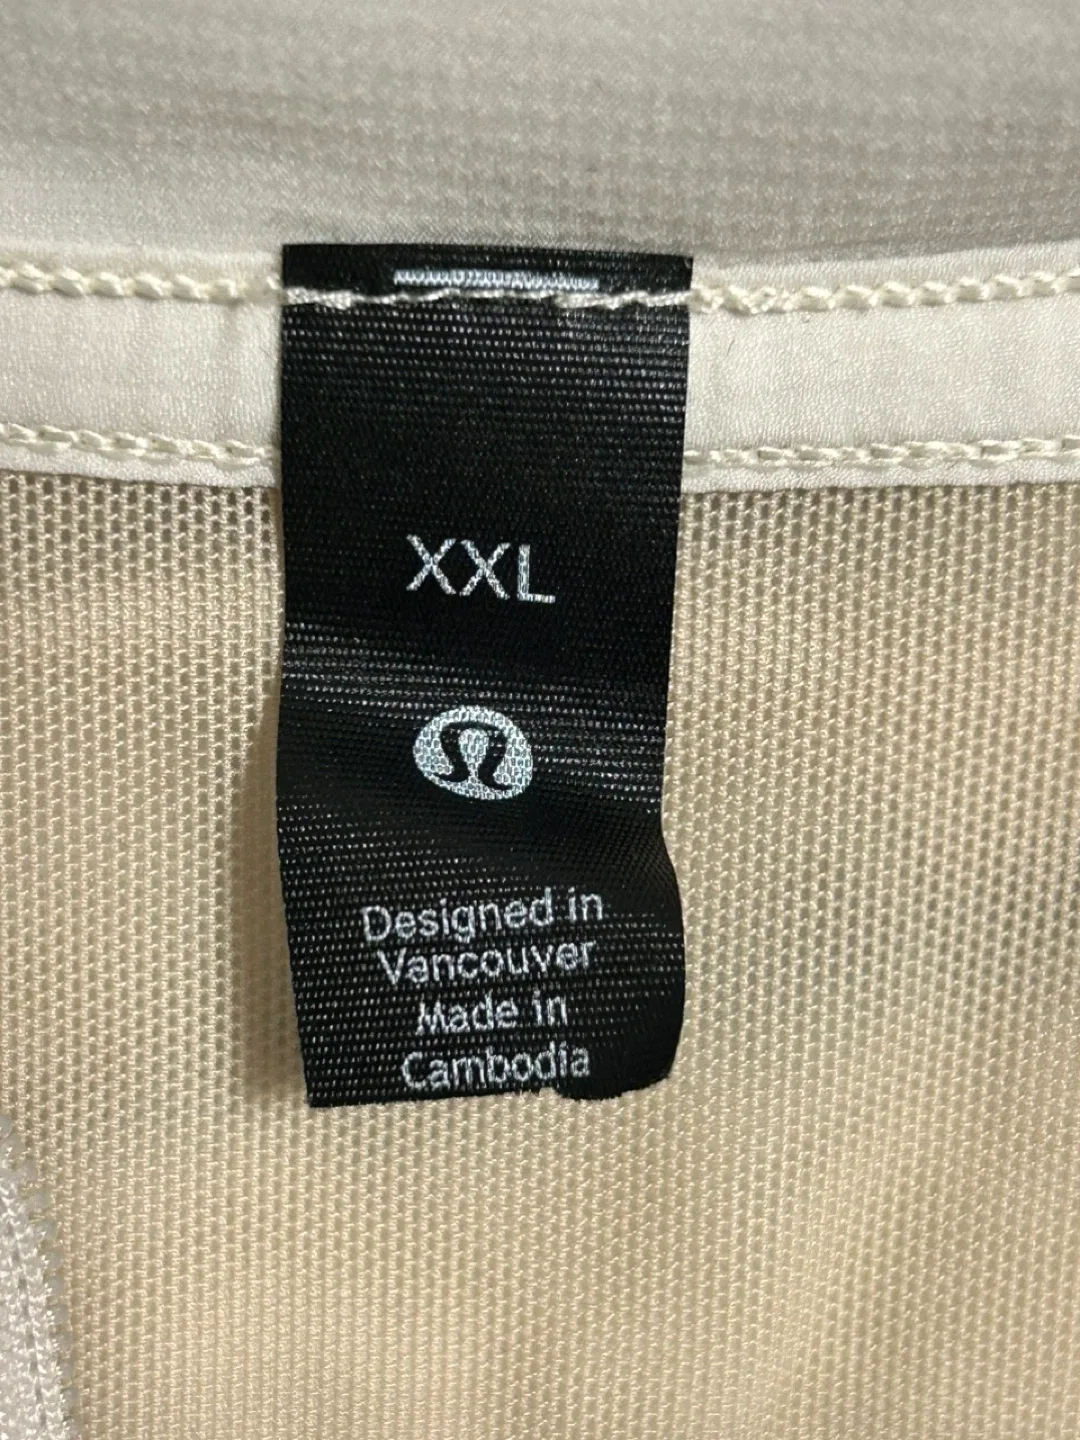 XXL
Designed in
Vancouver
Made in
Cambodia